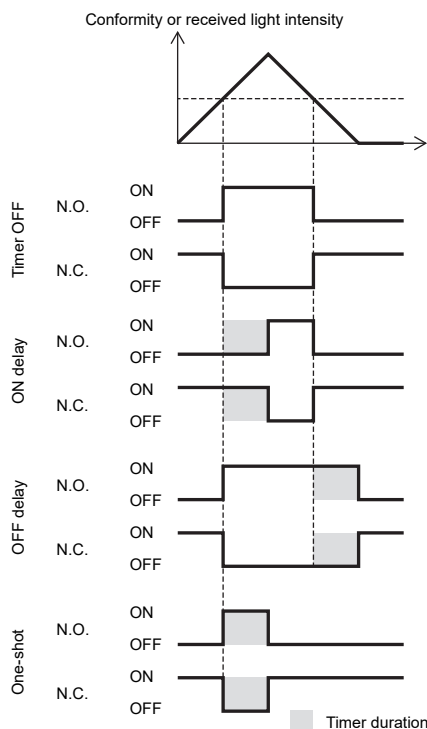 Conformity or received light intensity
Timer OFF
N.O.
ON
OFF
N.C.
ON
OFF
ON delay
N.O.
ON
OFF
N.C.
ON
OFF
OFF delay
N.O.
ON
OFF
N.C.
ON
OFF
One-shot
N.O.
ON
OFF
N.C.
ON
OFF
Timer duration